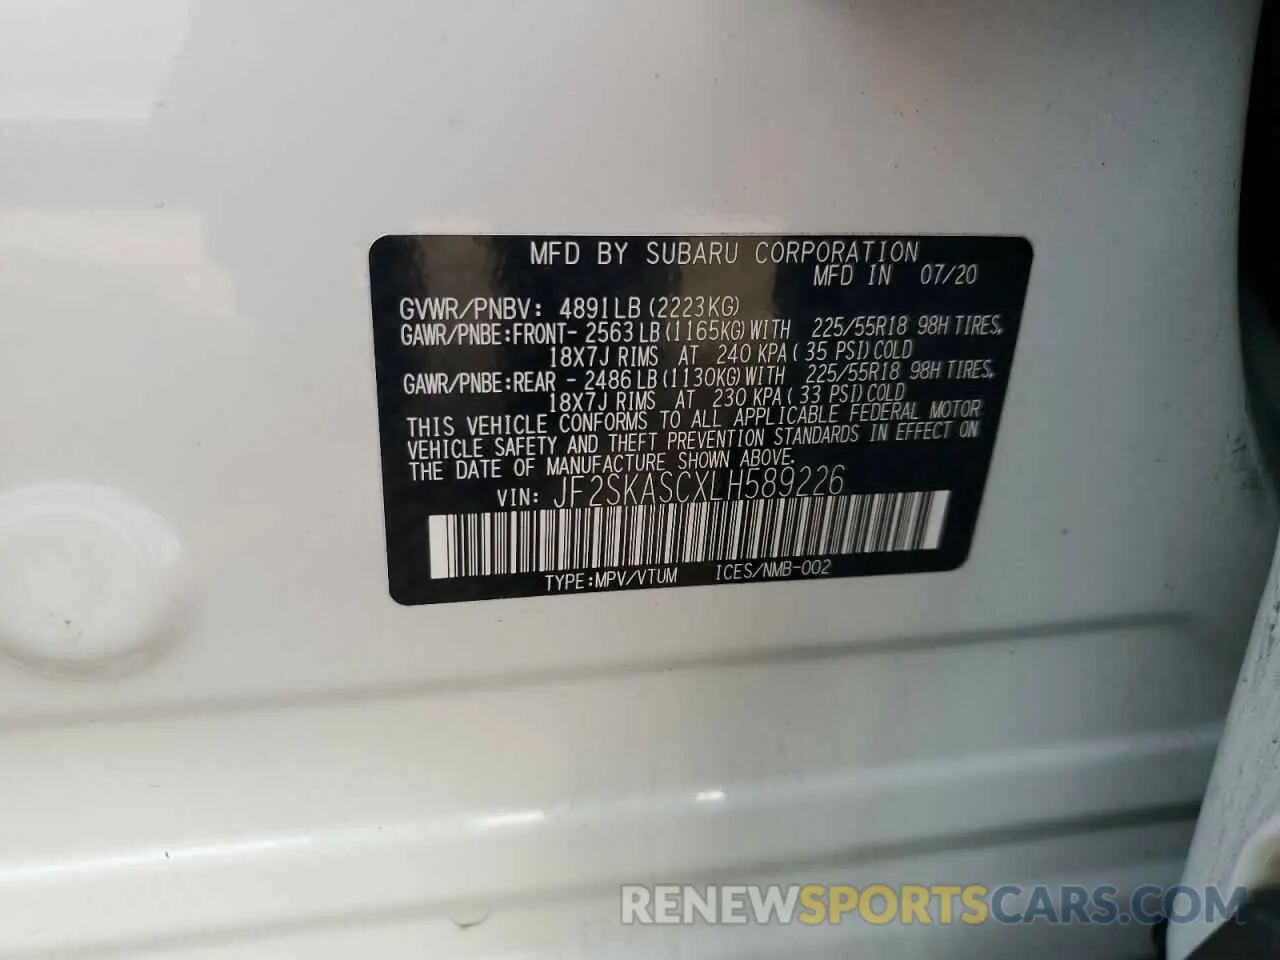 MFD BY SUBARU CORPORATION
MFD IN 07/20
GVWR/PNBV: 4891LB (2223KG)
GAWR/PNBE:FRONT- 2563 LB (1165KG) WITH 225/55R18 98H TIRES,
18X7J RIMS AT 240 KPA ( 35 PSI) COLD
GAWR/PNBE:REAR - 2486 LB (1130KG) WITH 225/55R18 98H TIRES,
18X7J RIMS AT 230 KPA ( 33 PSI) COLD
THIS VEHICLE CONFORMS TO ALL APPLICABLE FEDERAL MOTOR
VEHICLE SAFETY AND THEFT PREVENTION STANDARDS IN EFFECT ON
THE DATE OF MANUFACTURE SHOWN ABOVE.
VIN: JF2SKASCXLH589226
TYPE:MPV/VTUM ICES/NMB-002
RENEWSPORTSCARS.COM